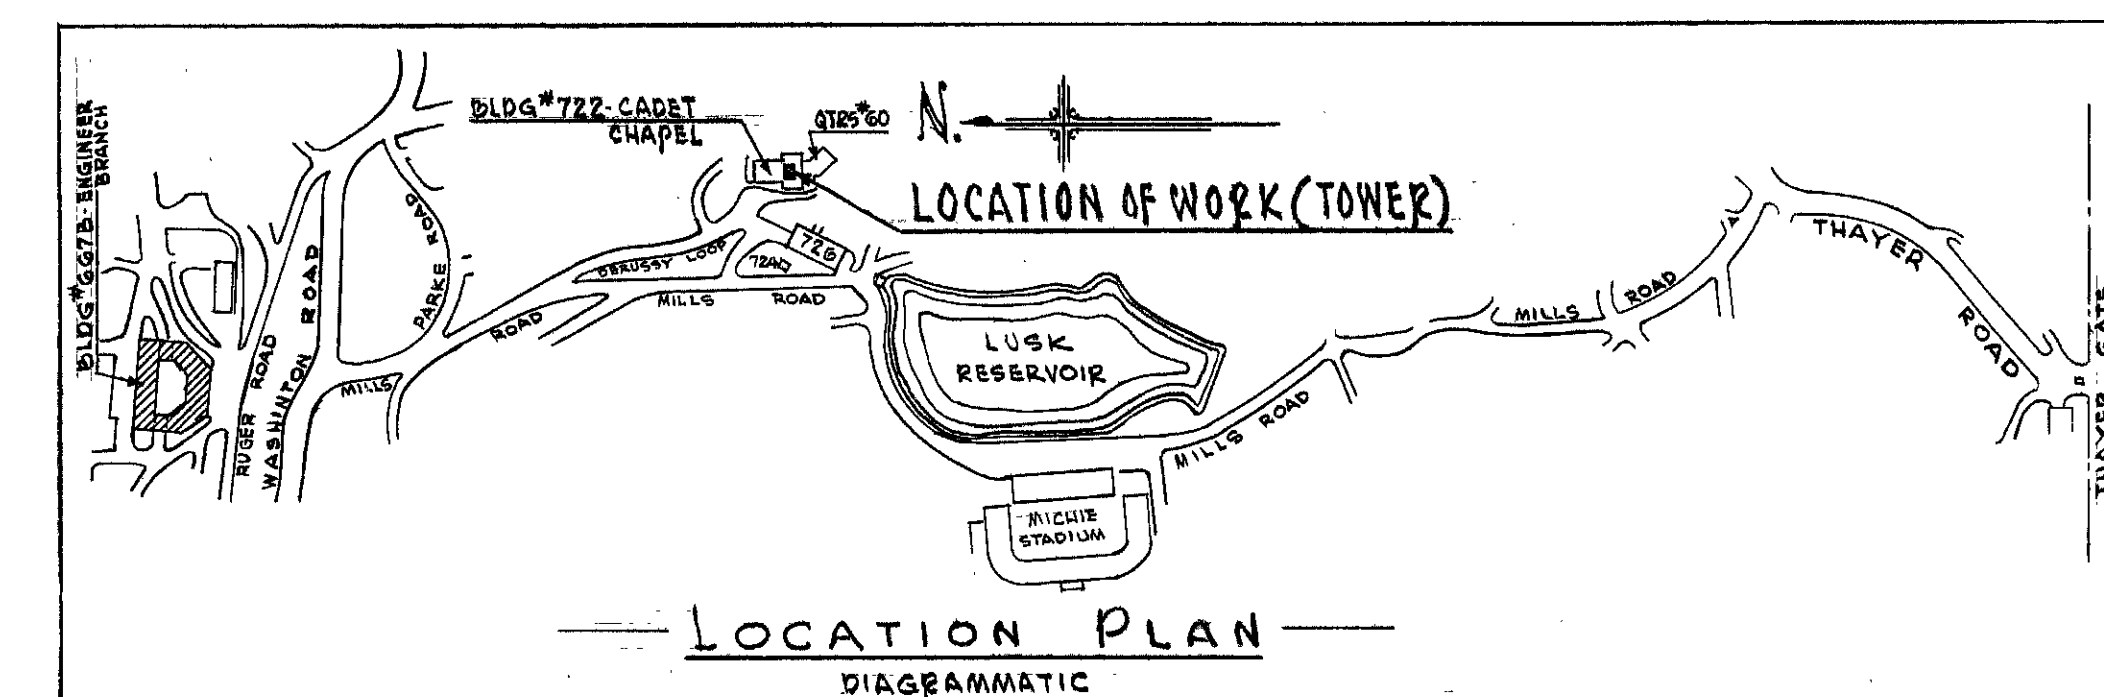 BLDG#667B-ENGINEER
BRANCH
BLDG#722-CADET
CHAPEL
QTRS#60
N.
LOCATION OF WORK (TOWER)
RUGER ROAD
WASHINTON ROAD
PARKE ROAD
MILLS
ROAD
DERUSSY LOOP
724
726
MILLS ROAD
LUSK
RESERVOIR
MILLS ROAD
MILLS ROAD
THAYER
ROAD
THAYER GATE
MICHIE
STADIUM
LOCATION PLAN
DIAGRAMMATIC